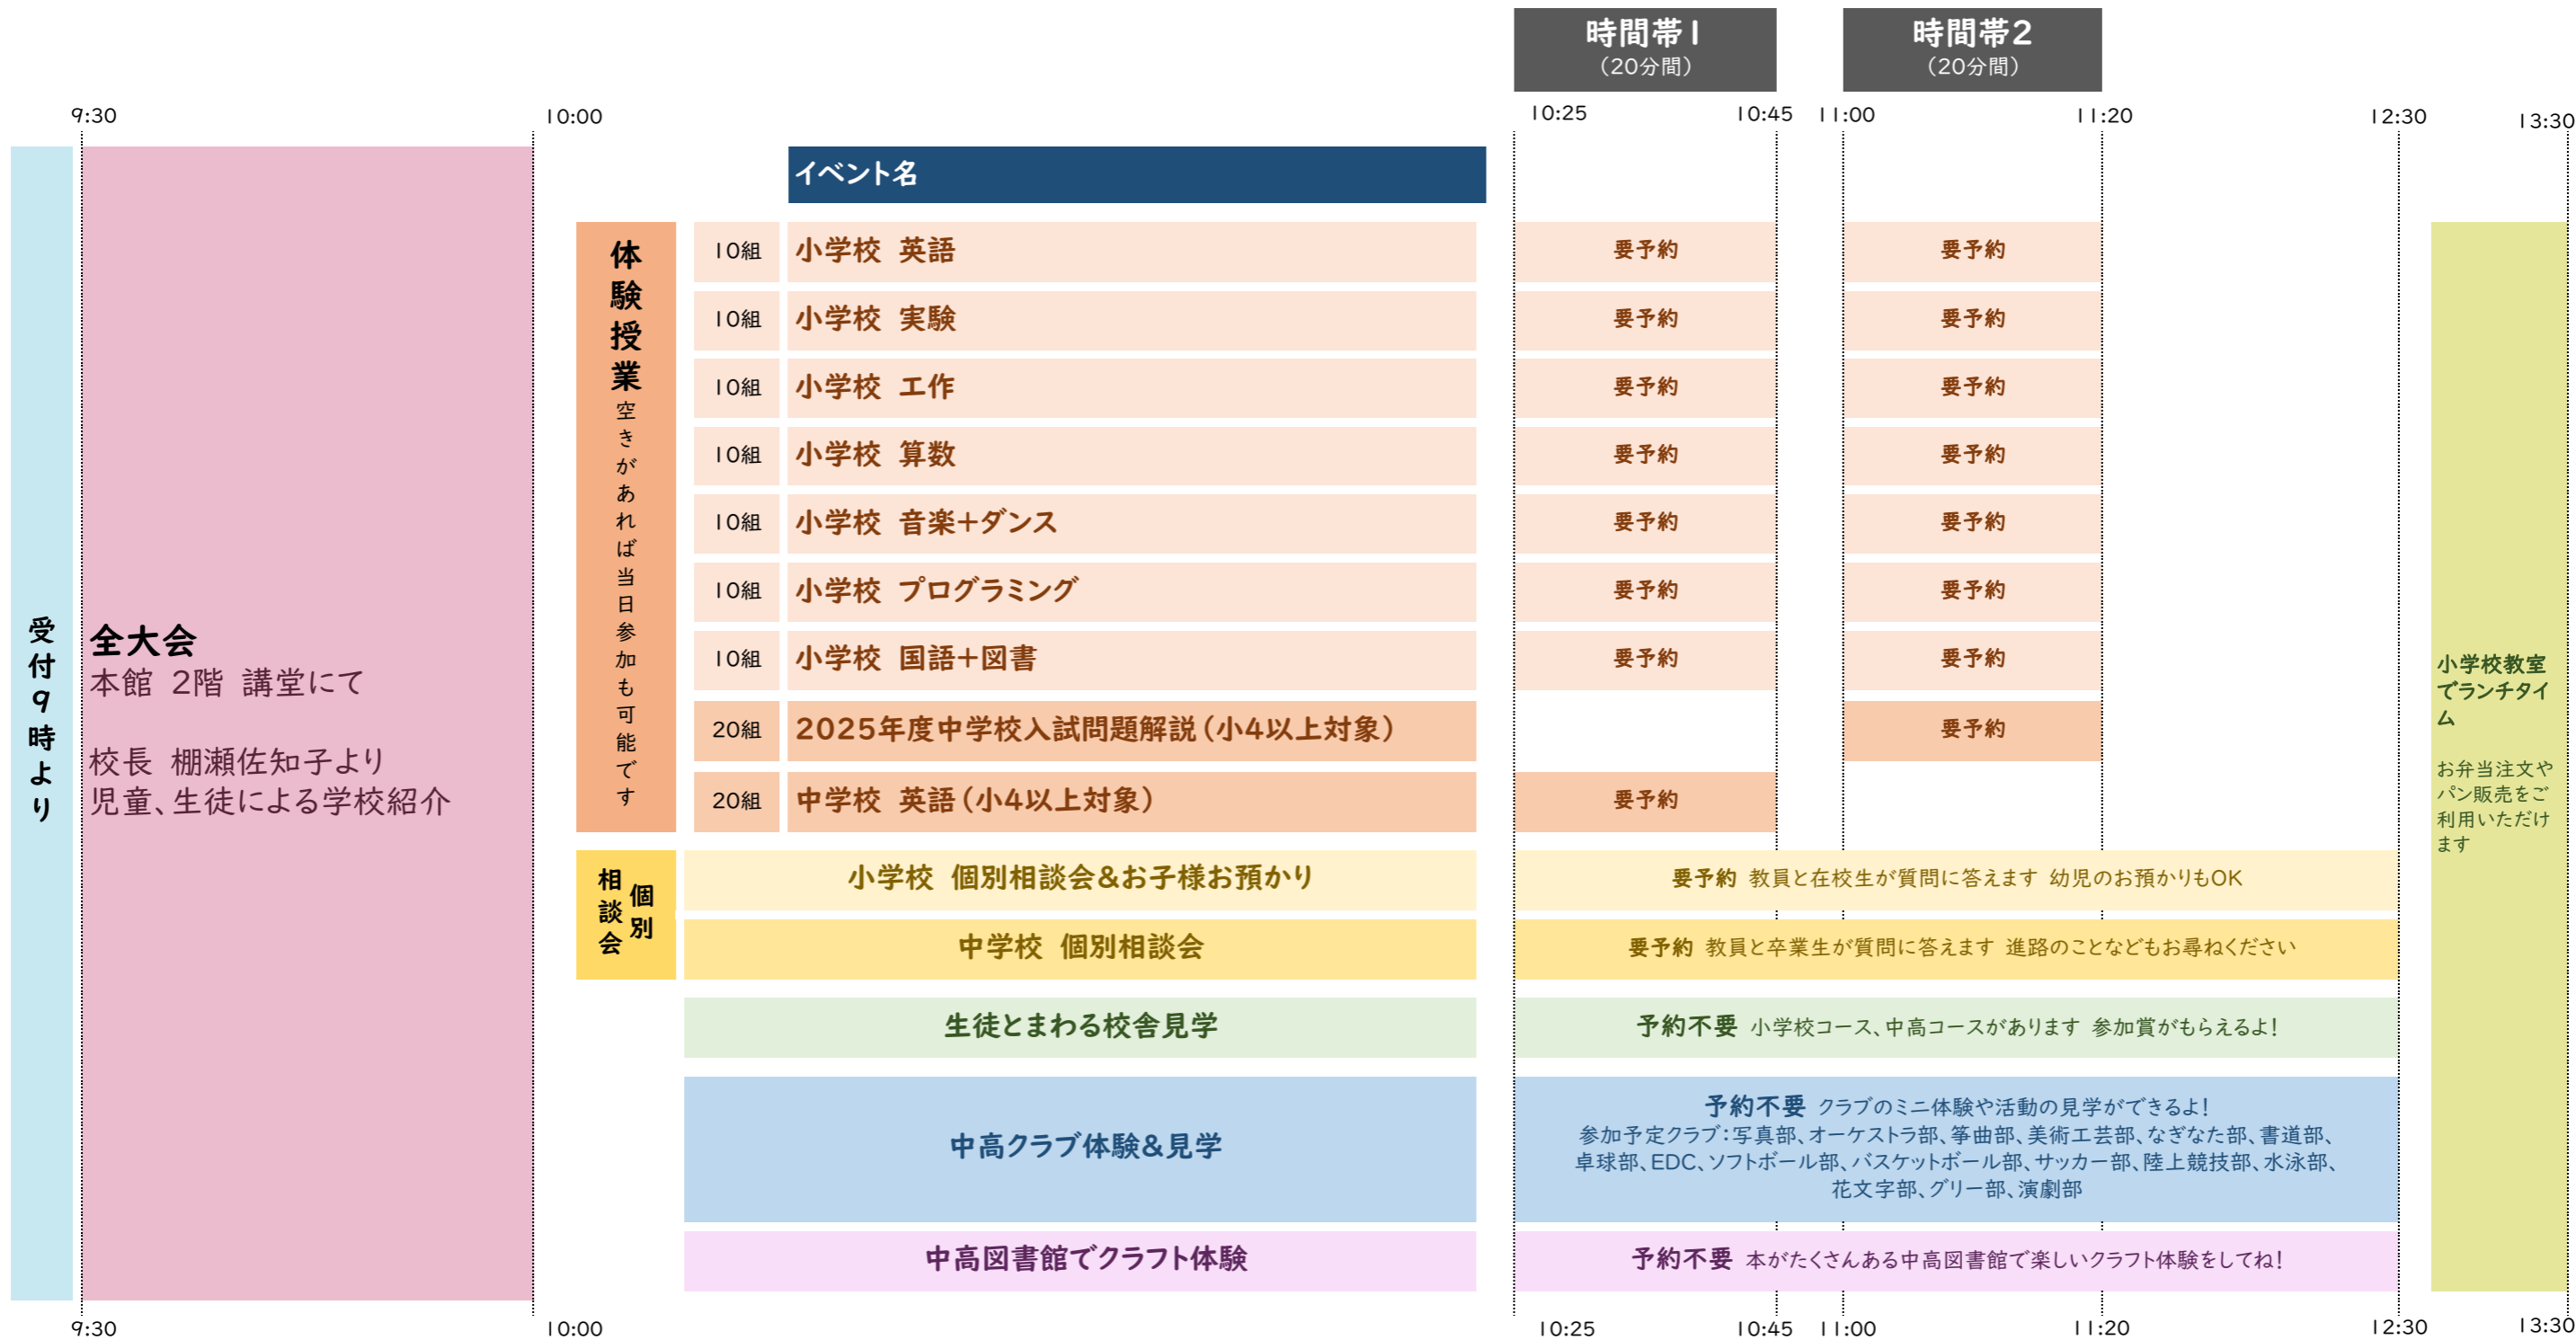 時間帯1
（20分間）
時間帯2
（20分間）
9:30
10:00
10:25
10:45
11:00
11:20
12:30
13:30
受付9時より
全大会
本館 2階 講堂にて
校長 棚瀬佐知子より
児童、生徒による学校紹介
イベント名
体験授業 空きがあれば当日参加も可能です
10組 小学校 英語 要予約 要予約
10組 小学校 実験 要予約 要予約
10組 小学校 工作 要予約 要予約
10組 小学校 算数 要予約 要予約
10組 小学校 音楽＋ダンス 要予約 要予約
10組 小学校 プログラミング 要予約 要予約
10組 小学校 国語＋図書 要予約 要予約
20組 2025年度中学校入試問題解説（小4以上対象） 要予約
20組 中学校 英語（小4以上対象） 要予約
個別
相談会
小学校 個別相談会＆お子様お預かり
要予約 教員と在校生が質問に答えます 幼児のお預かりもOK
中学校 個別相談会
要予約 教員と卒業生が質問に答えます 進路のことなどもお尋ねください
生徒とまわる校舎見学
予約不要 小学校コース、中高コースがあります 参加賞がもらえるよ！
中高クラブ体験＆見学
予約不要 クラブのミニ体験や活動の見学ができるよ！
参加予定クラブ：写真部、オーケストラ部、箏曲部、美術工芸部、なぎなた部、書道部、
卓球部、EDC、ソフトボール部、バスケットボール部、サッカー部、陸上競技部、水泳部、
花文字部、グリー部、演劇部
中高図書館でクラフト体験
予約不要 本がたくさんある中高図書館で楽しいクラフト体験をしてね！
小学校教室
でランチタイ
ム
お弁当注文や
パン販売をご
利用いただけ
ます
9:30
10:00
10:25
10:45
11:00
11:20
12:30
13:30